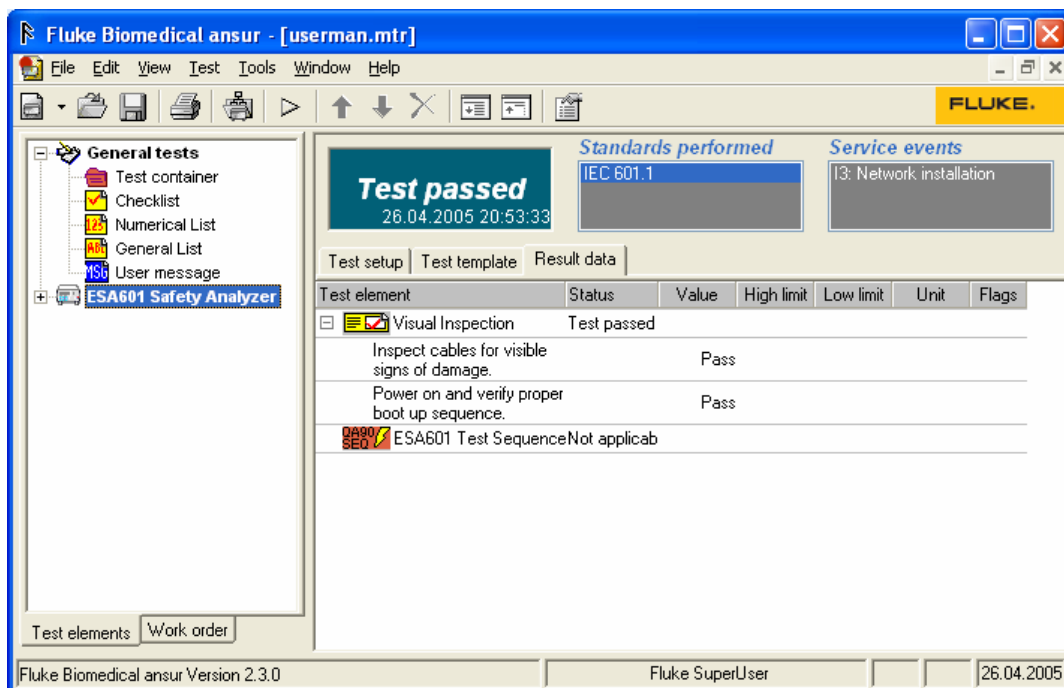 Fluke Biomedical ansur - [userman.mtr]
File Edit View Test Tools Window Help
FLUKE.
General tests
Test container
Checklist
123 Numerical List
General List
MSG User message
ESA601 Safety Analyzer
Test elements Work order
Test passed
26.04.2005 20:53:33
Standards performed
IEC 601.1
Service events
I3: Network installation
Test setup Test template Result data
Test element Status Value High limit Low limit Unit Flags
Visual Inspection Test passed
Inspect cables for visible
signs of damage. Pass
Power on and verify proper
boot up sequence. Pass
QA90 SEQ ESA601 Test Sequence Not applicab
Fluke Biomedical ansur Version 2.3.0 Fluke SuperUser 26.04.2005